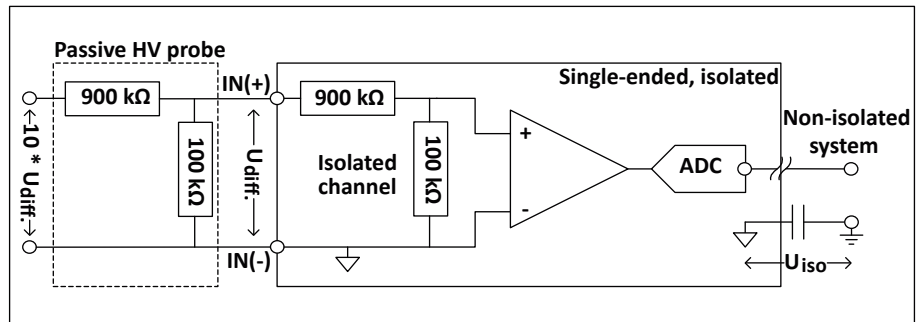 Passive HV probe
900 kΩ
100 kΩ
10 * Udiff.
IN(+)
Udiff.
IN(-)
Single-ended, isolated
900 kΩ
100 kΩ
Isolated
channel
+
-
ADC
Non-isolated
system
Uiso